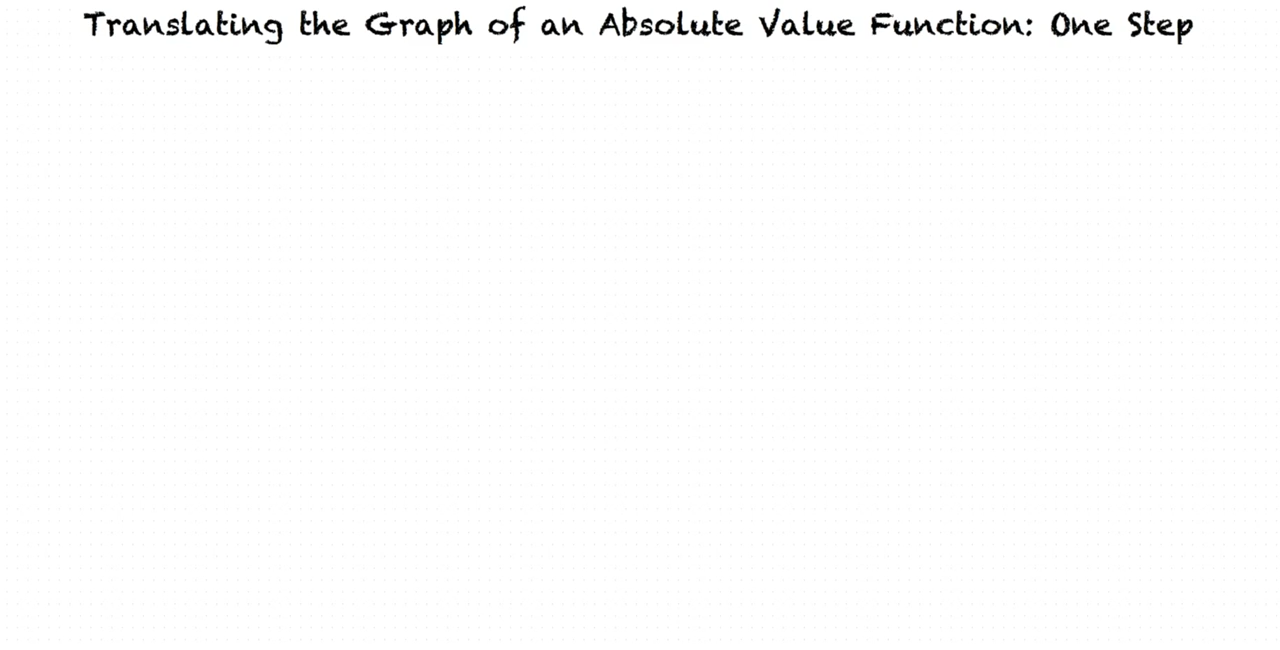 Translating the Graph of an Absolute Value Function: One Step